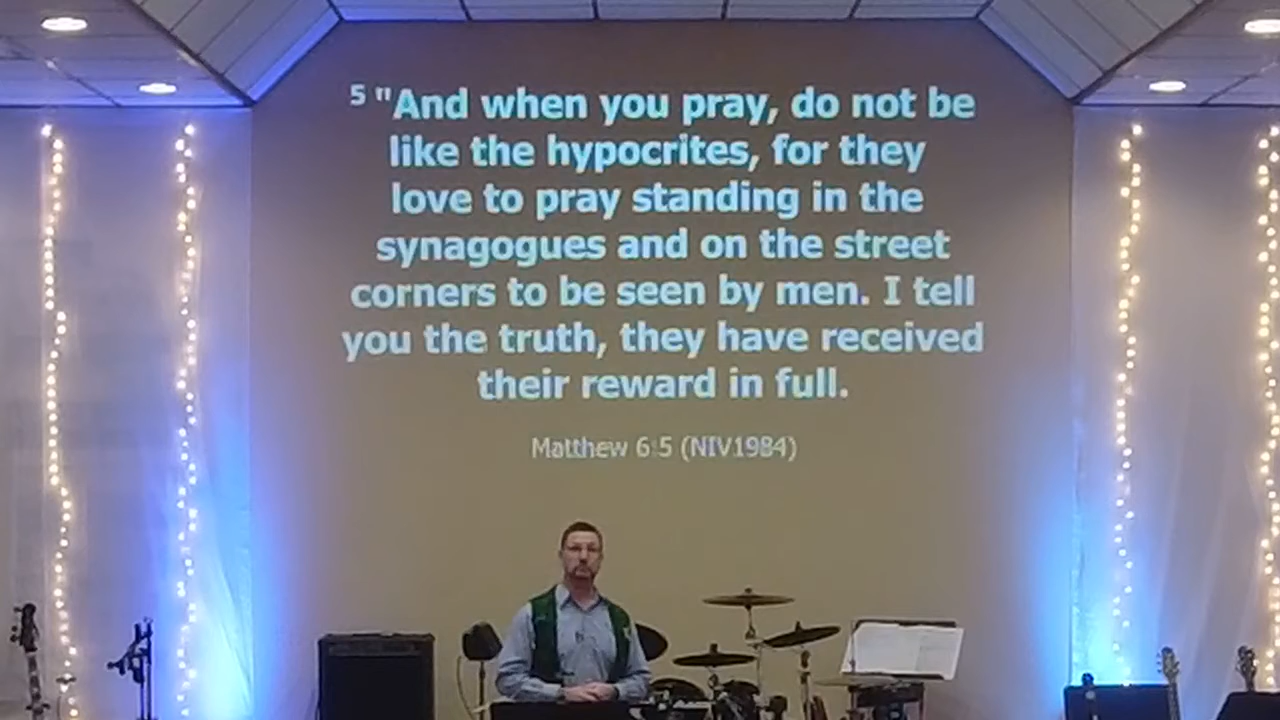 5 "And when you pray, do not be
like the hypocrites, for they
love to pray standing in the
synagogues and on the street
corners to be seen by men. I tell
you the truth, they have received
their reward in full.
Matthew 6:5 (NIV1984)